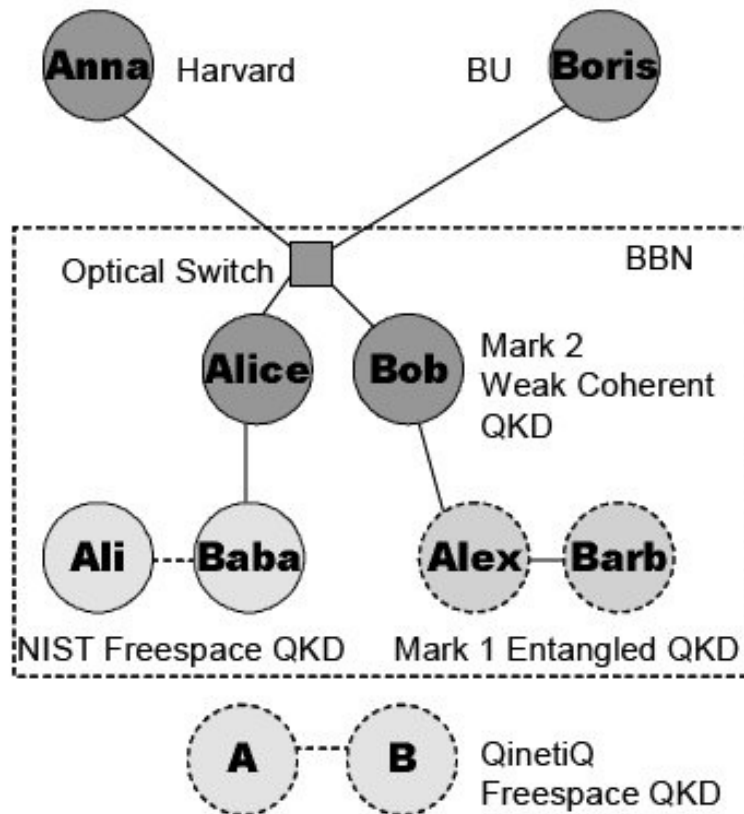 Anna Harvard BU Boris
BBN
Optical Switch
Alice Bob Mark 2
Weak Coherent
QKD
Ali Baba Alex Barb
NIST Freespace QKD Mark 1 Entangled QKD
A B QinetiQ
Freespace QKD